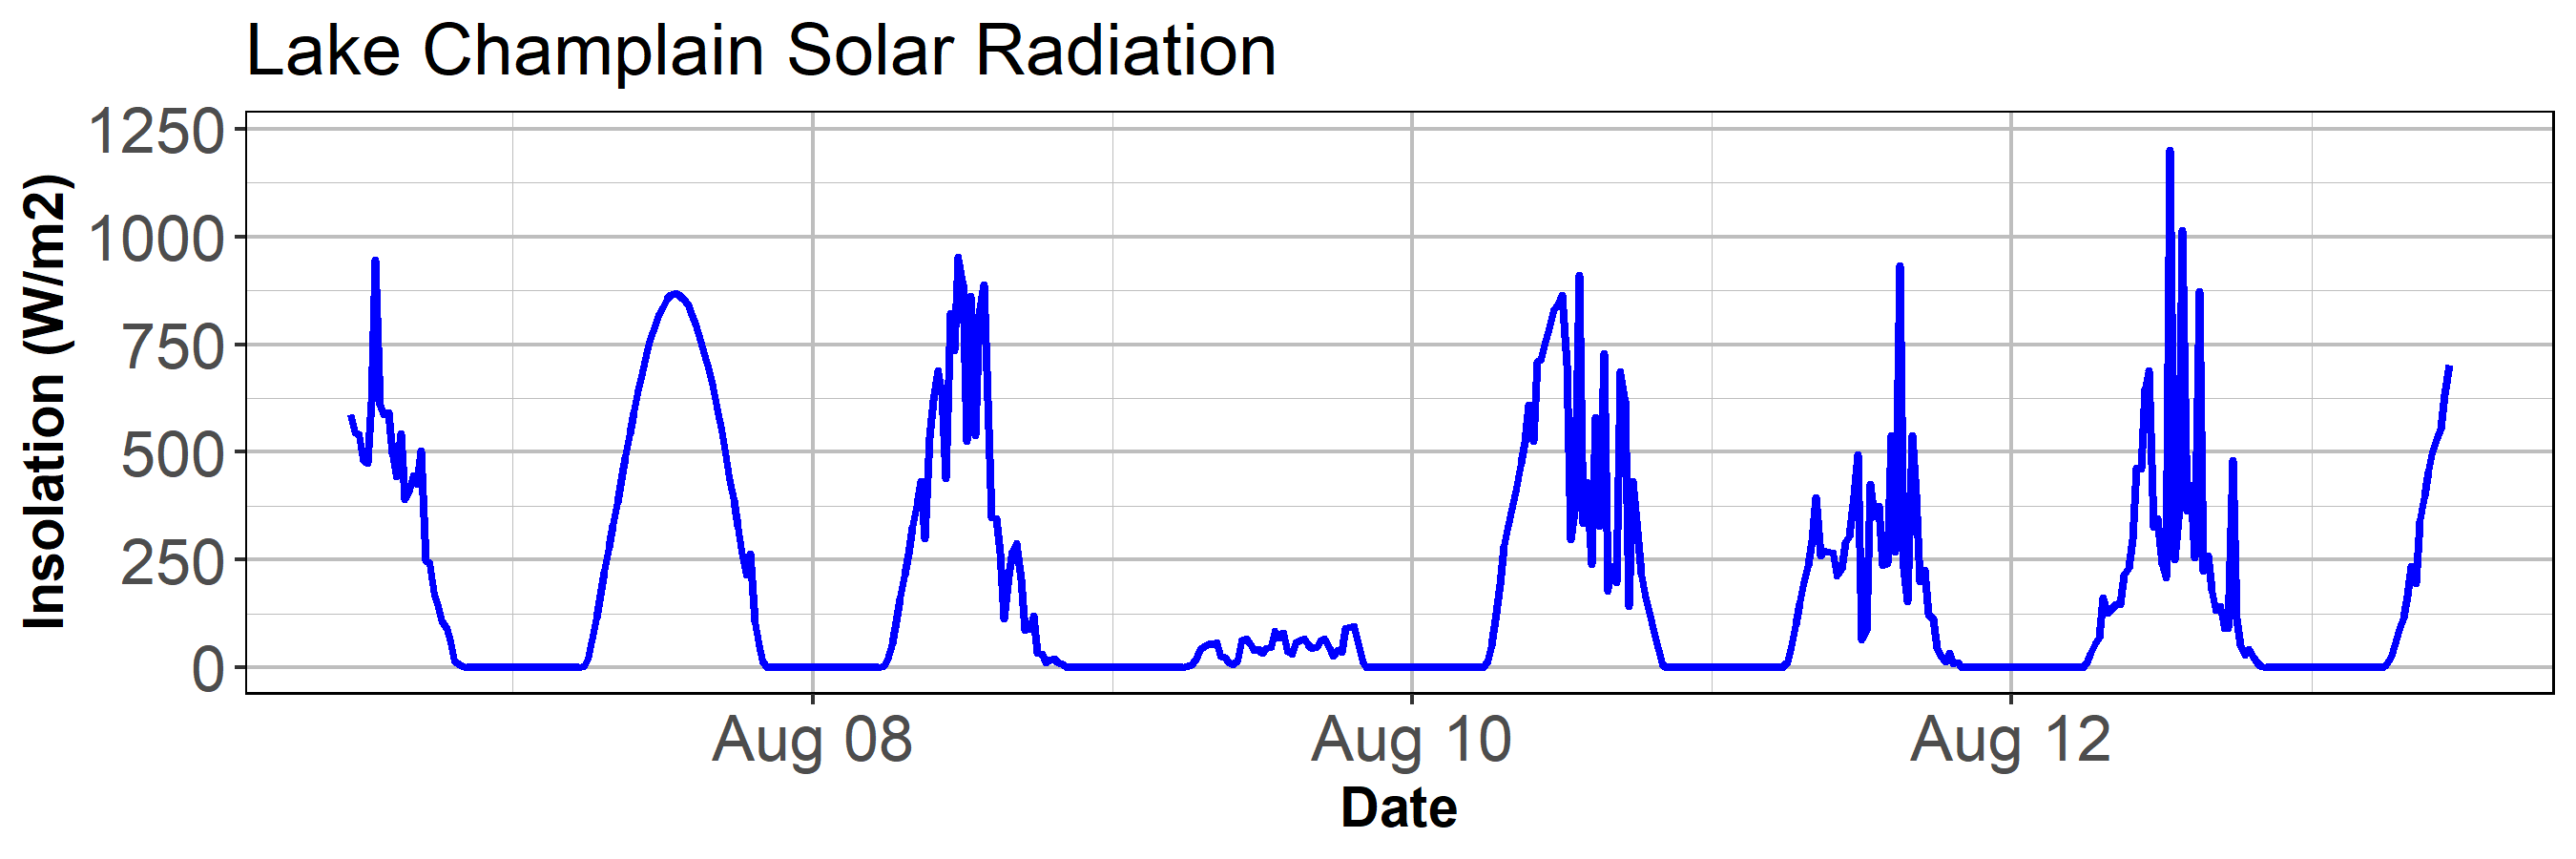 Lake Champlain Solar Radiation
Insolation (W/m2)
1250
1000
750
500
250
0
Aug 08
Aug 10
Aug 12
Date